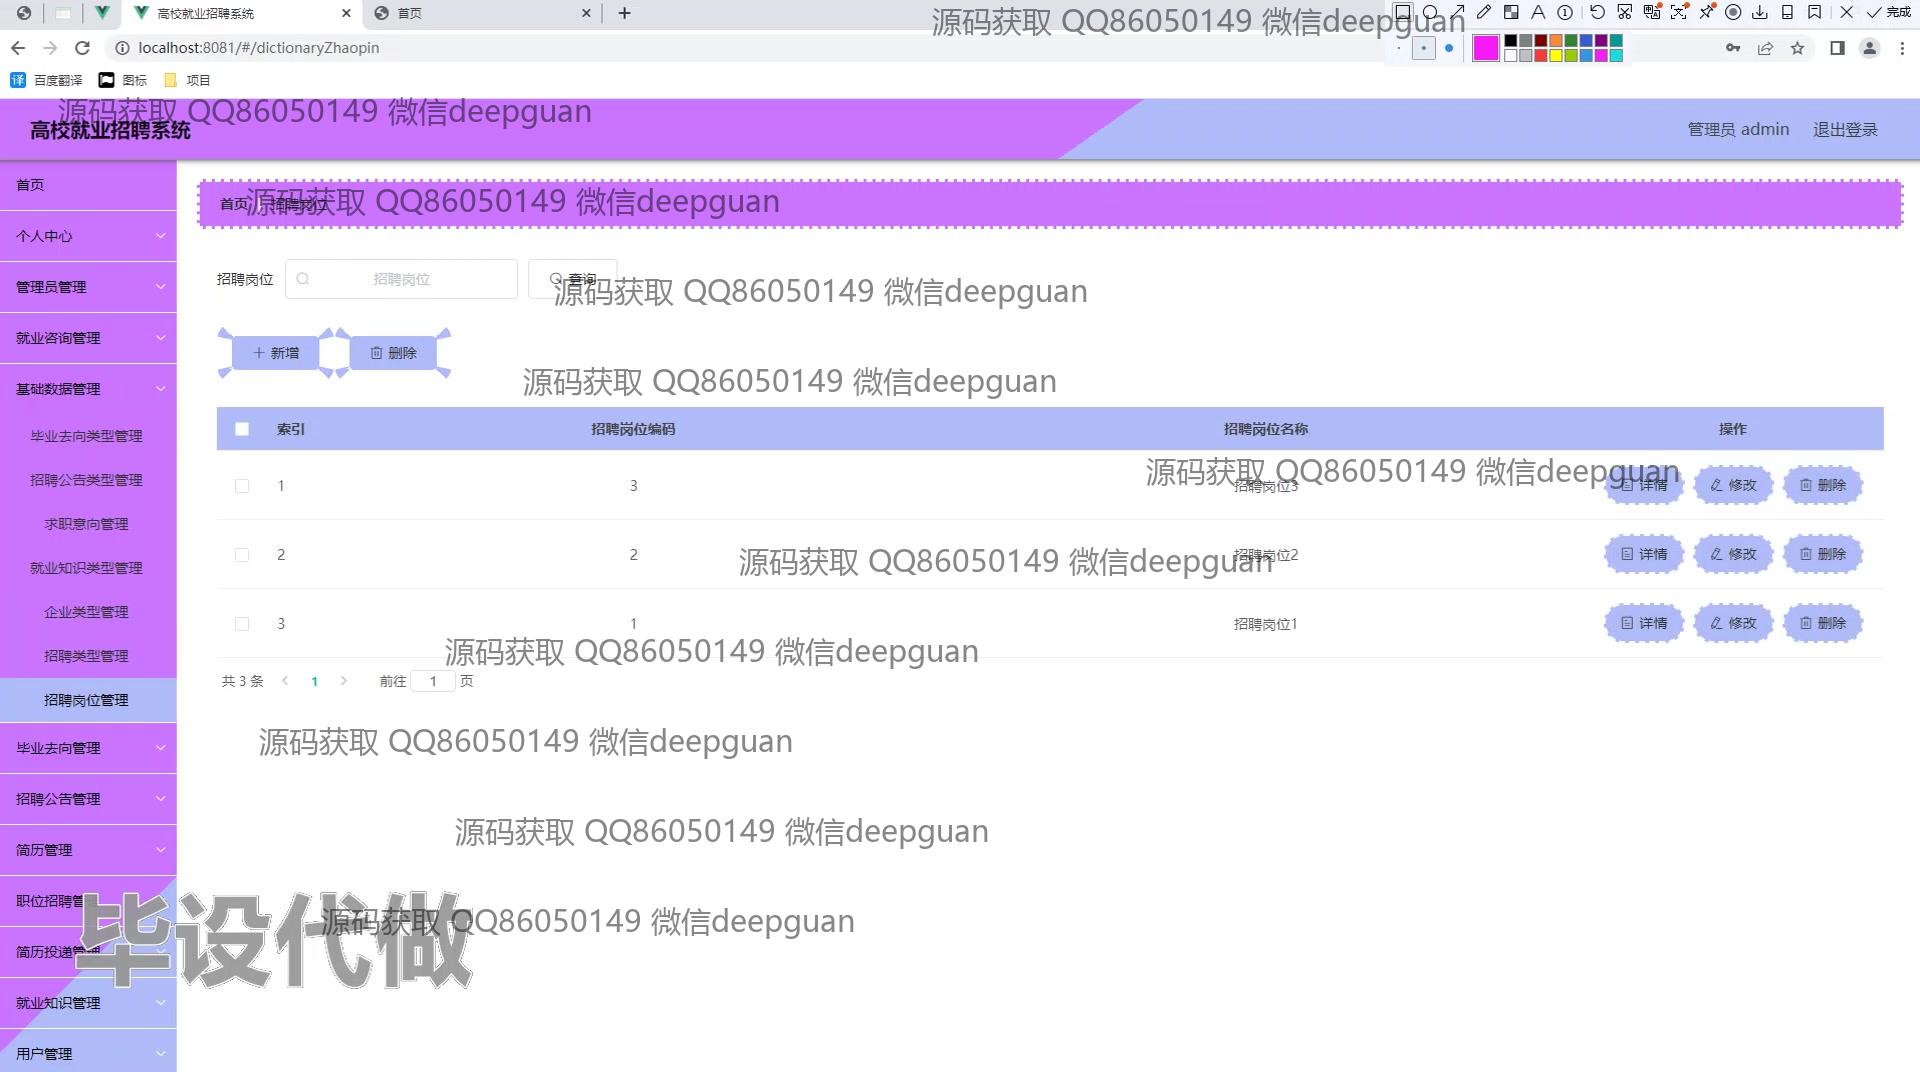 高校就业招聘系统
首页
源码获取 QQ86050149 微信deepguan
完成
localhost:8081/#/dictionaryZhaopin
百度翻译
图标
项目
源码获取 QQ86050149 微信deepguan
高校就业招聘系统
管理员 admin
退出登录
首页
首页 招聘岗位
源码获取 QQ86050149 微信deepguan
个人中心
招聘岗位
招聘岗位
查询
管理员管理
源码获取 QQ86050149 微信deepguan
就业咨询管理
新增
删除
基础数据管理
源码获取 QQ86050149 微信deepguan
索引 招聘岗位编码 招聘岗位名称 操作
毕业去向类型管理
招聘公告类型管理
源码获取 QQ86050149 微信deepguan
1 3 招聘岗位3 详情 修改 删除
求职意向管理
2 2 招聘岗位2 详情 修改 删除
源码获取 QQ86050149 微信deepguan
就业知识类型管理
企业类型管理
3 1 招聘岗位1 详情 修改 删除
源码获取 QQ86050149 微信deepguan
招聘类型管理
共 3 条 1 前往 1 页
招聘岗位管理
毕业去向管理
源码获取 QQ86050149 微信deepguan
招聘公告管理
源码获取 QQ86050149 微信deepguan
简历管理
职位招聘管
源码获取 QQ86050149 微信deepguan
毕设代做
简历投递管理
就业知识管理
用户管理